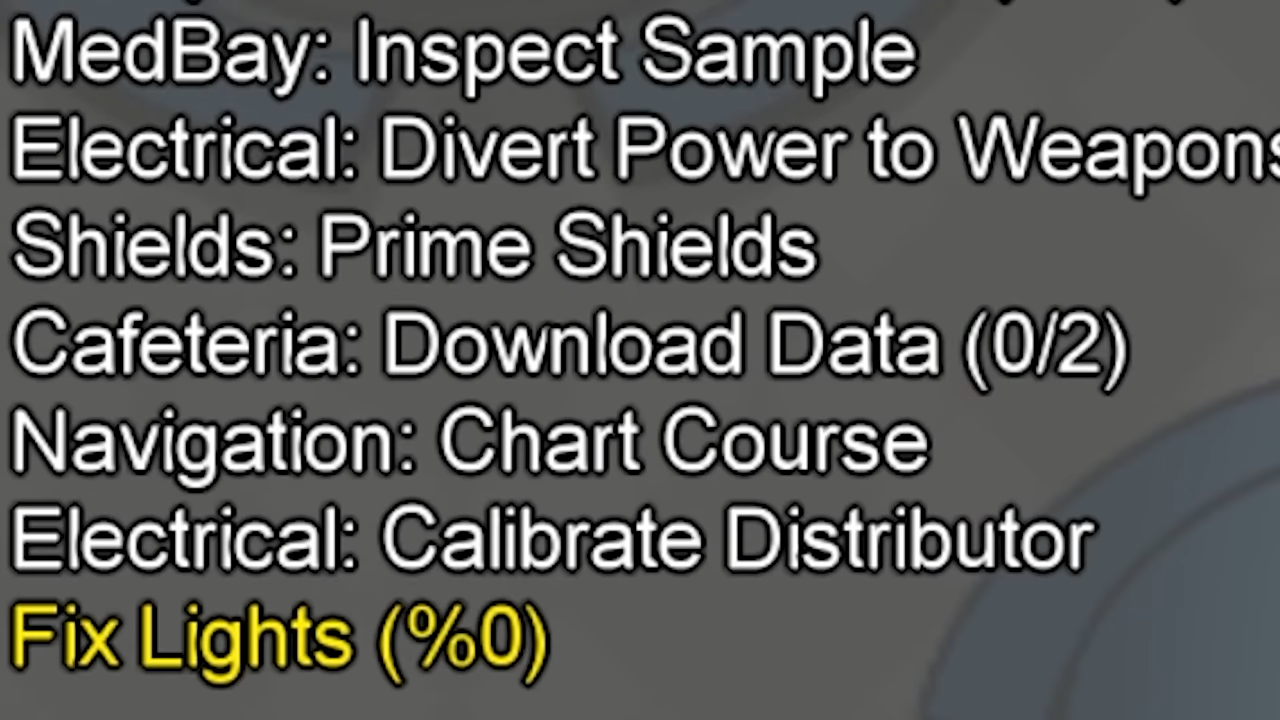 MedBay: Inspect Sample
Electrical: Divert Power to Weapons
Shields: Prime Shields
Cafeteria: Download Data (0/2)
Navigation: Chart Course
Electrical: Calibrate Distributor
Fix Lights (%0)